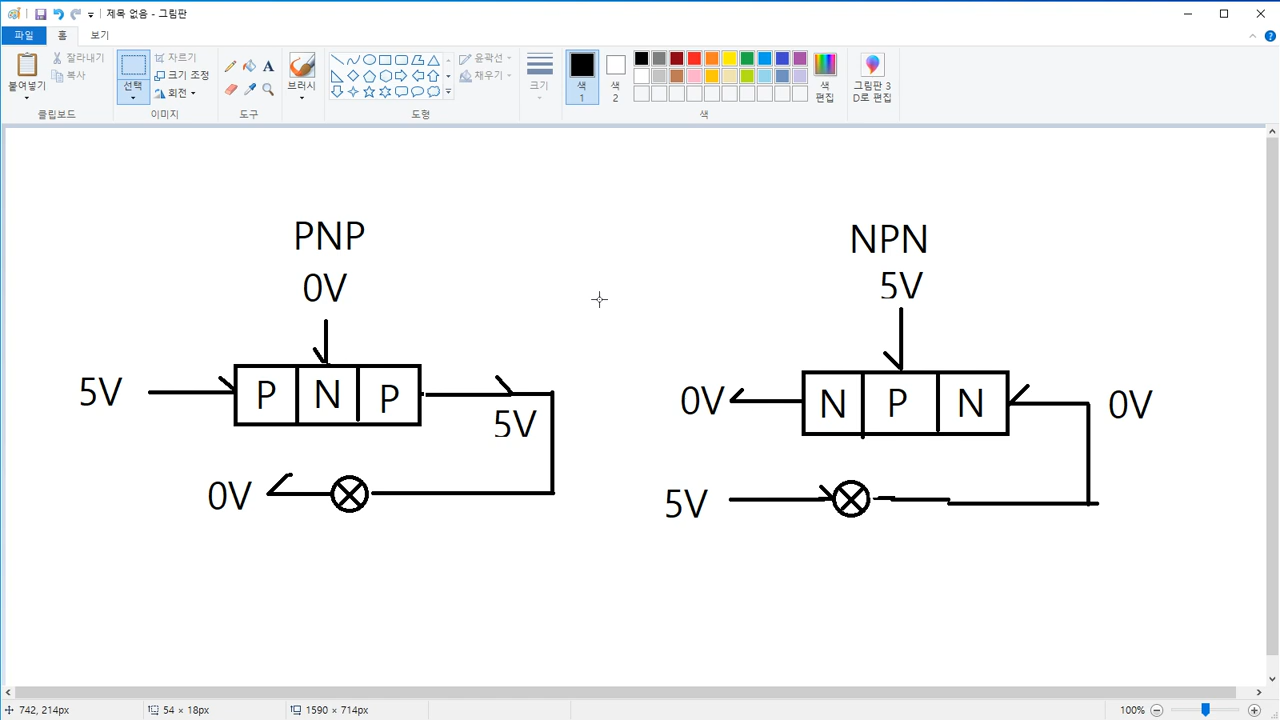 제목 없음 - 그림판
파일 홈 보기
붙여넣기
잘라내기
복사
클립보드
선택
자르기
크기 조정
회전
이미지
A
도구
브러시
윤곽선
채우기
도형
크기
색
1
색
2
색
편집
색
그림판 3
D로 편집
PNP
0V
5V
P N P
5V
0V
NPN
5V
0V
N P N
0V
5V
742, 214px
54 × 18px
1590 × 714px
100%